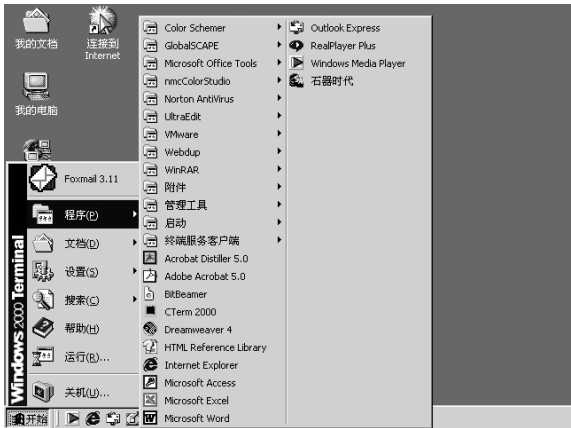 我的文档
连接到
Internet
我的电脑
Windows 2000 Terminal
Foxmail 3.11
程序(P)
文档(D)
设置(S)
搜索(C)
帮助(H)
运行(R)...
关机(U)...
开始
Color Schemer
GlobalSCAPE
Microsoft Office Tools
nmcColorStudio
Norton AntiVirus
UltraEdit
VMware
Webdup
WinRAR
附件
管理工具
启动
终端服务客户端
Acrobat Distiller 5.0
Adobe Acrobat 5.0
BitBeamer
CTerm 2000
Dreamweaver 4
HTML Reference Library
Internet Explorer
Microsoft Access
Microsoft Excel
Microsoft Word
Outlook Express
RealPlayer Plus
Windows Media Player
石器时代